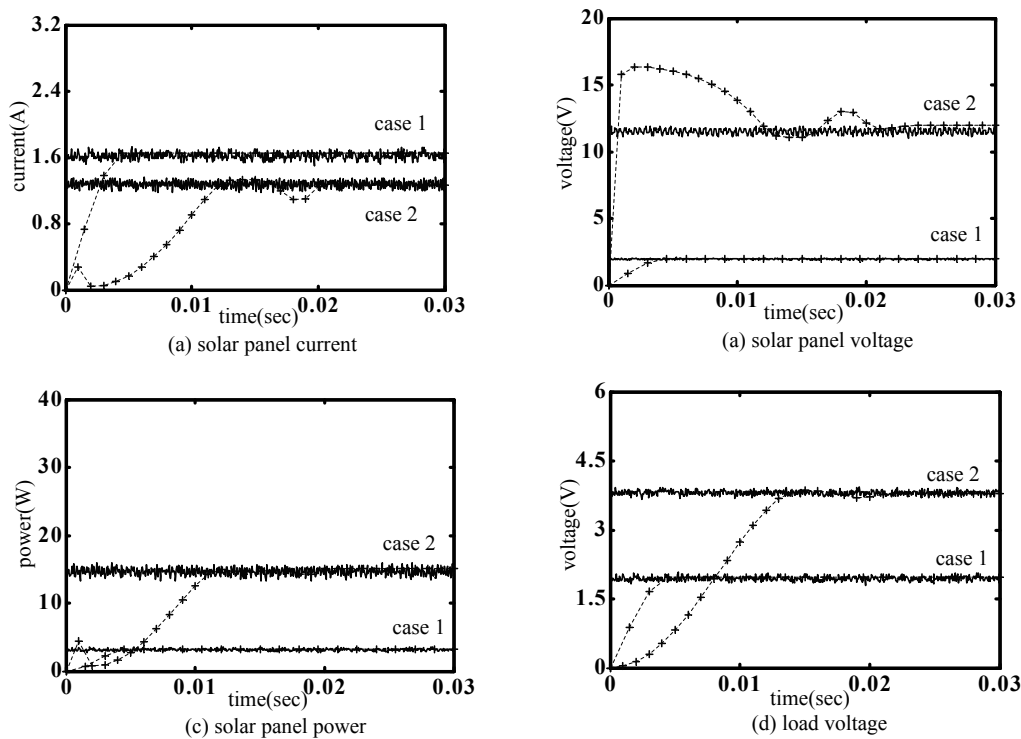 3.2
2.4
1.6
0.8
0
current(A)
case 1
case 2
0
0.01
0.02
0.03
time(sec)
(a) solar panel current
20
15
10
5
0
voltage(V)
case 2
case 1
0
0.01
0.02
0.03
time(sec)
(a) solar panel voltage
40
30
20
10
0
power(W)
case 2
case 1
0
0.01
0.02
0.03
time(sec)
(c) solar panel power
6
4.5
3
1.5
0
voltage(V)
case 2
case 1
0
0.01
0.02
0.03
time(sec)
(d) load voltage